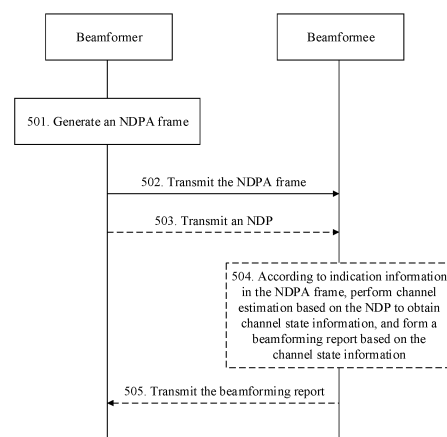 Beamformer
Beamformee
501. Generate an NDPA frame
502. Transmit the NDPA frame
503. Transmit an NDP
504. According to indication information
in the NDPA frame, perform channel
estimation based on the NDP to obtain
channel state information, and form a
beamforming report based on the
channel state information
505. Transmit the beamforming report